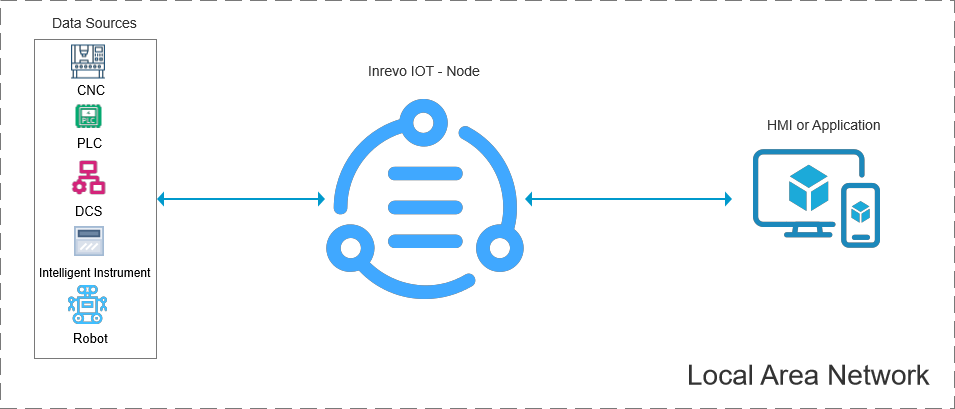 Data Sources
CNC
PLC
PLC
DCS
Intelligent Instrument
Robot
Inrevo IOT - Node
HMI or Application
Local Area Network